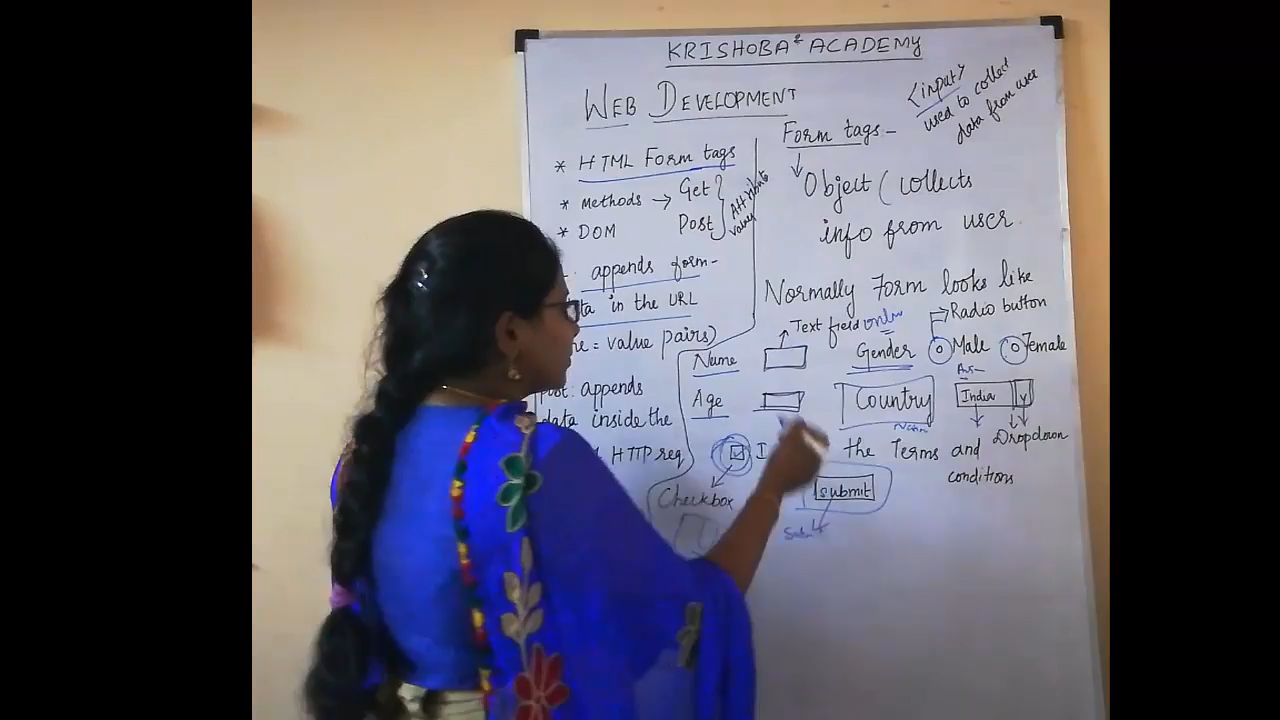 KRISHOBA ACADEMY
WEB DEVELOPMENT
* HTML Form tags
* Methods → Get
Post
Attribute
value
* DOM
appends form-
in the URL
= value pairs)
post: appends
data inside the
HTTP req
Form tags -
<input>
used to collect
data from user
Object (collects
info from user.
Normally Form looks like
Text field only
Radio button
Name
Gender
Male
Female
Age
Country
India
Dropdown
I
the Terms and
conditions
Checkbox
submit